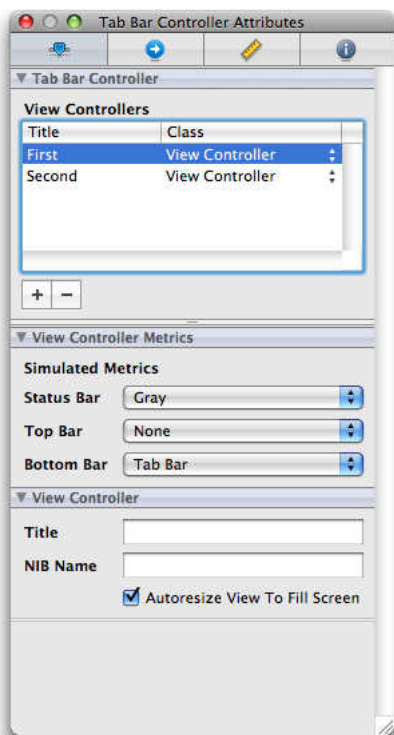 Tab Bar Controller Attributes
Tab Bar Controller
View Controllers
Title Class
First View Controller
Second View Controller
+ −
View Controller Metrics
Simulated Metrics
Status Bar Gray
Top Bar None
Bottom Bar Tab Bar
View Controller
Title
NIB Name
Autoresize View To Fill Screen